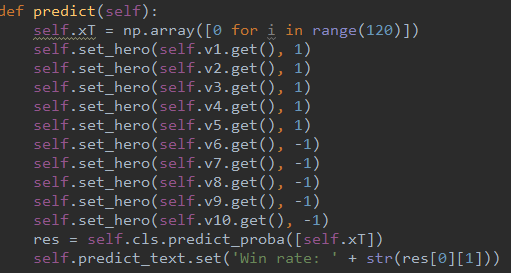 def predict(self):
    self.xT = np.array([0 for i in range(120)])
    self.set_hero(self.v1.get(), 1)
    self.set_hero(self.v2.get(), 1)
    self.set_hero(self.v3.get(), 1)
    self.set_hero(self.v4.get(), 1)
    self.set_hero(self.v5.get(), 1)
    self.set_hero(self.v6.get(), -1)
    self.set_hero(self.v7.get(), -1)
    self.set_hero(self.v8.get(), -1)
    self.set_hero(self.v9.get(), -1)
    self.set_hero(self.v10.get(), -1)
    res = self.cls.predict_proba([self.xT])
    self.predict_text.set('Win rate: ' + str(res[0][1]))